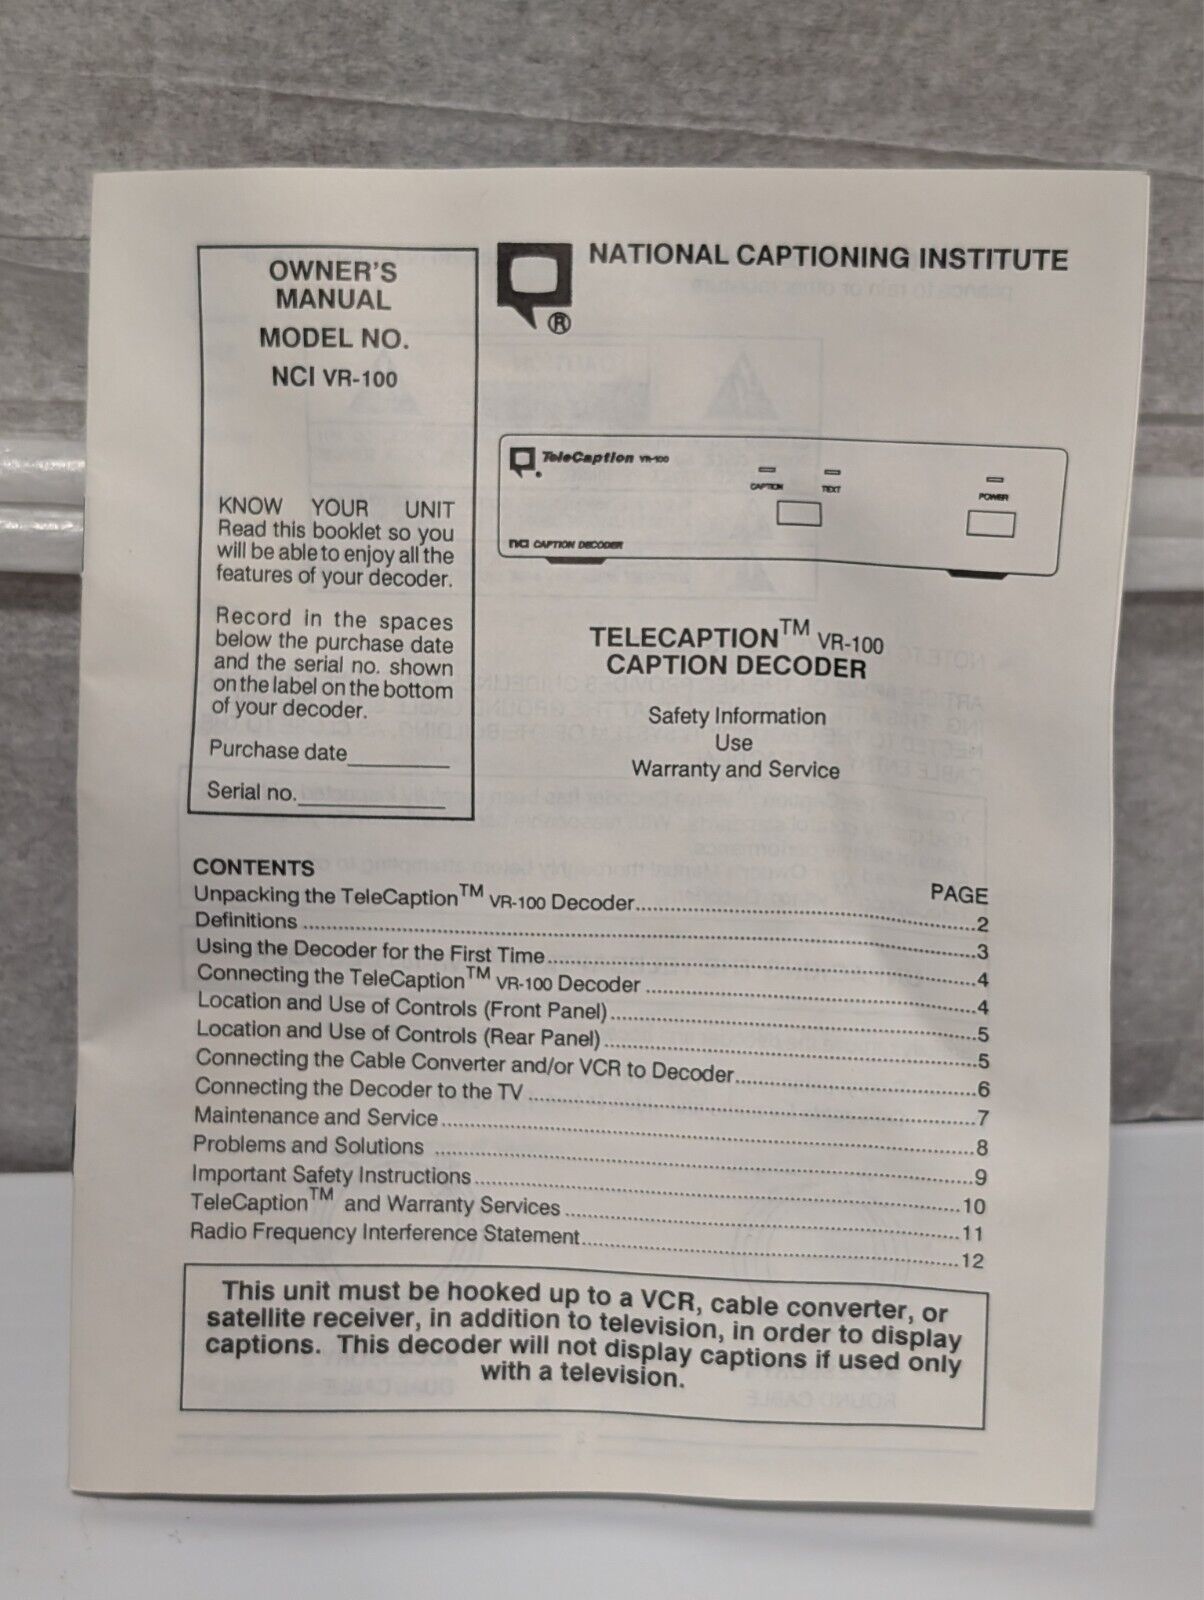 OWNER'S
MANUAL
MODEL NO.
NCI VR-100
KNOW YOUR UNIT
Read this booklet so you
will be able to enjoy all the
features of your decoder.
Record in the spaces
below the purchase date
and the serial no. shown
on the label on the bottom
of your decoder.
Purchase date
Serial no.
NATIONAL CAPTIONING INSTITUTE
®
TeleCaption VR-100
CAPTION
TEXT
POWER
nci CAPTION DECODER
TELECAPTION™ VR-100
CAPTION DECODER
Safety Information
Use
Warranty and Service
CONTENTS
PAGE
Unpacking the TeleCaption™ VR-100 Decoder 2
Definitions 3
Using the Decoder for the First Time 4
Connecting the TeleCaption™ VR-100 Decoder 4
Location and Use of Controls (Front Panel) 5
Location and Use of Controls (Rear Panel) 5
Connecting the Cable Converter and/or VCR to Decoder 6
Connecting the Decoder to the TV 7
Maintenance and Service 8
Problems and Solutions 9
Important Safety Instructions 10
TeleCaption™ and Warranty Services 11
Radio Frequency Interference Statement 12
This unit must be hooked up to a VCR, cable converter, or
satellite receiver, in addition to television, in order to display
captions. This decoder will not display captions if used only
with a television.